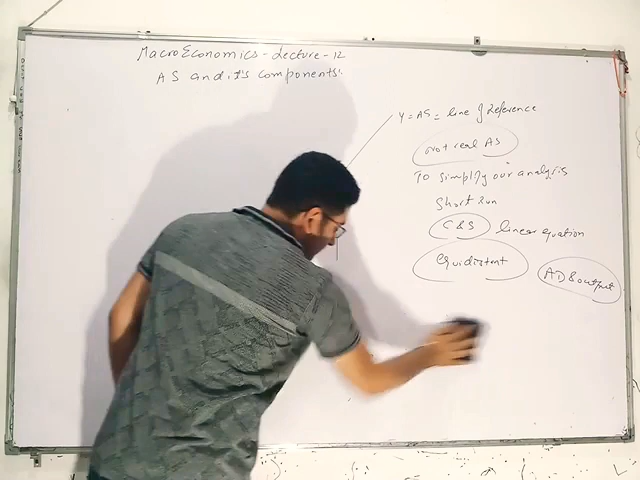 MacroEconomics - Lecture - 12
AS and it's components:
Y = AS = line of Reference
not real AS
To simplify our analysis
Short run
C & S linear equation
Equidistant
AD & output